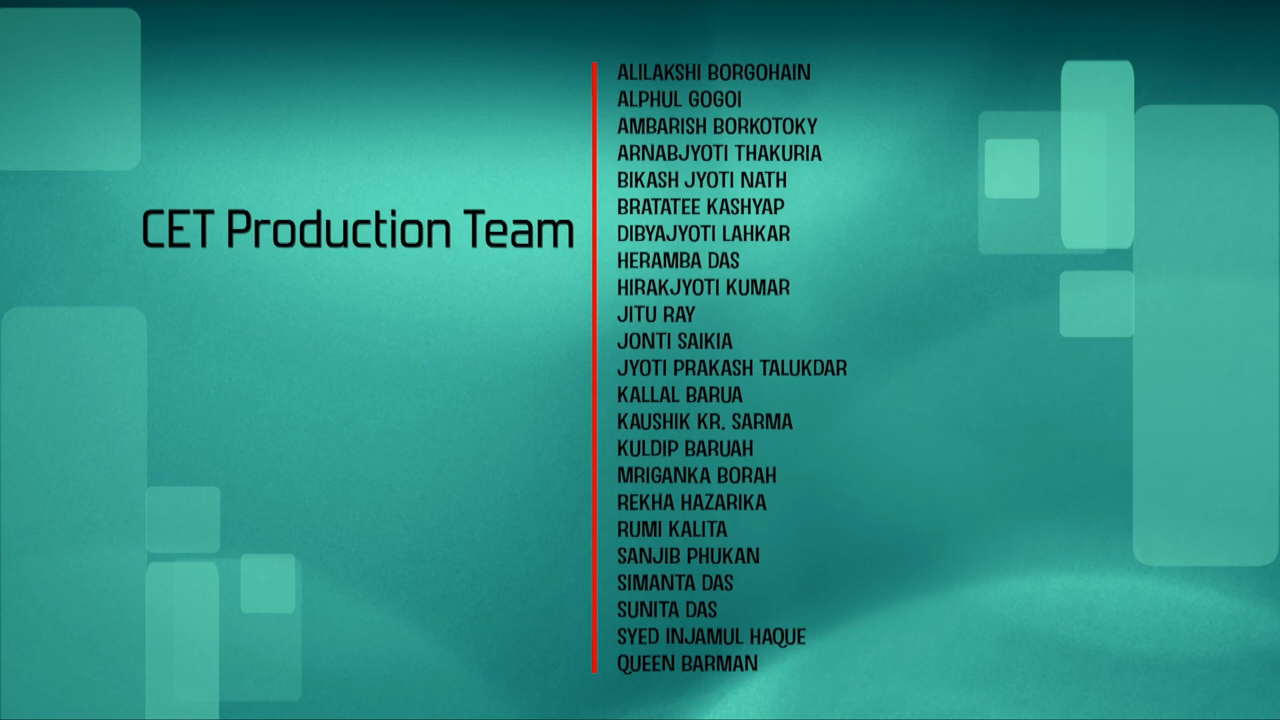 CET Production Team
ALILAKSHI BORGOHAIN
ALPHUL GOGOI
AMBARISH BORKOTOKY
ARNABJYOTI THAKURIA
BIKASH JYOTI NATH
BRATATEE KASHYAP
DIBYAJYOTI LAHKAR
HERAMBA DAS
HIRAKJYOTI KUMAR
JITU RAY
JONTI SAIKIA
JYOTI PRAKASH TALUKDAR
KALLAL BARUA
KAUSHIK KR. SARMA
KULDIP BARUAH
MRIGANKA BORAH
REKHA HAZARIKA
RUMI KALITA
SANJIB PHUKAN
SIMANTA DAS
SUNITA DAS
SYED INJAMUL HAQUE
QUEEN BARMAN